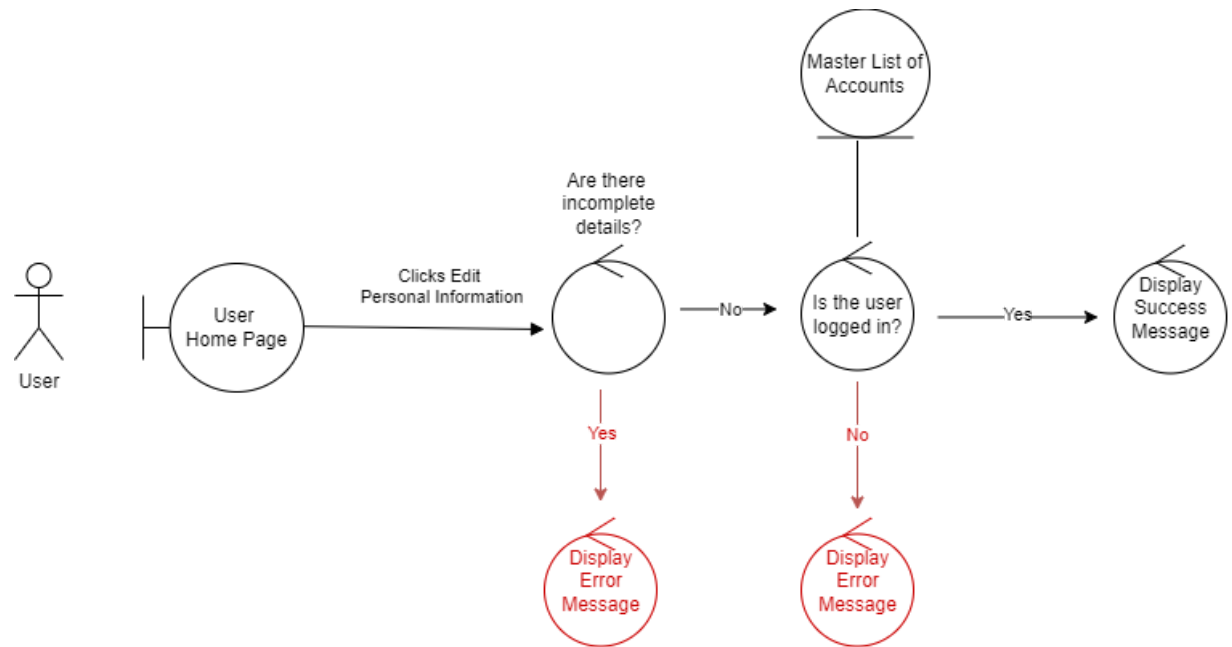 Master List of
Accounts
Are there
incomplete
details?
User
Clicks Edit
Personal Information
User
Home Page
No
Is the user
logged in?
Yes
Display
Success
Message
Yes
No
Display
Error
Message
Display
Error
Message